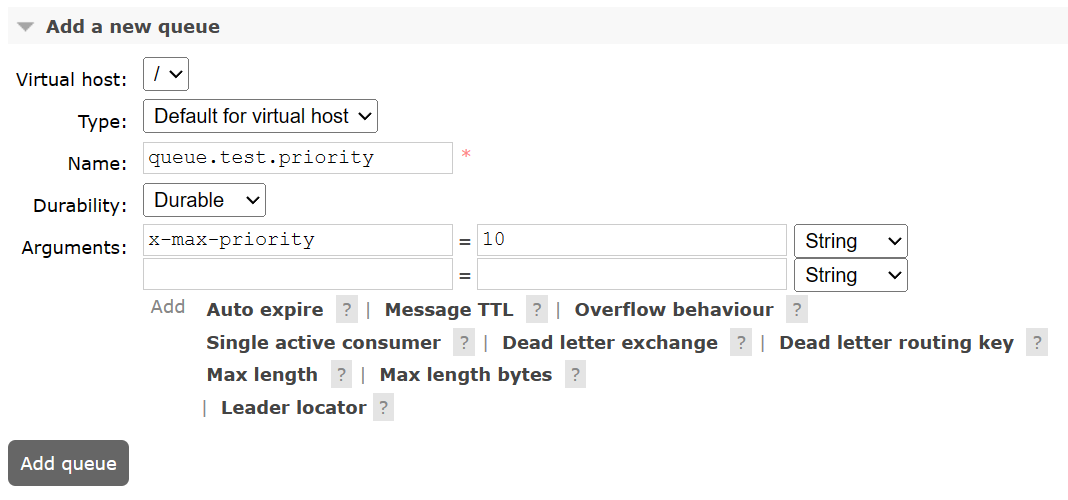 Add a new queue
Virtual host: /
Type: Default for virtual host
Name: queue.test.priority *
Durability: Durable
Arguments: x-max-priority = 10 String
= String
Add Auto expire ? | Message TTL ? | Overflow behaviour ?
Single active consumer ? | Dead letter exchange ? | Dead letter routing key ?
Max length ? | Max length bytes ?
| Leader locator ?
Add queue